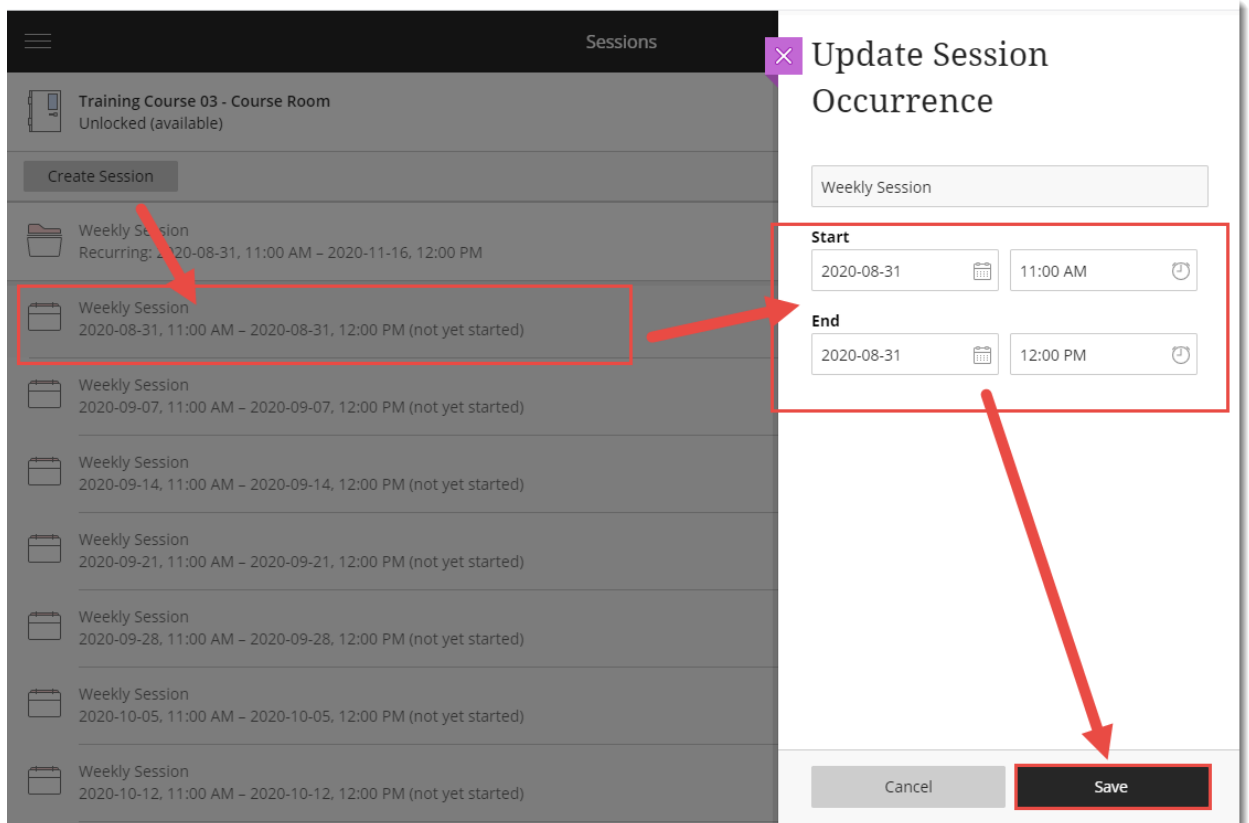 Sessions
Training Course 03 - Course Room
Unlocked (available)
Create Session
Weekly Session
Recurring: 2020-08-31, 11:00 AM – 2020-11-16, 12:00 PM
Weekly Session
2020-08-31, 11:00 AM – 2020-08-31, 12:00 PM (not yet started)
Weekly Session
2020-09-07, 11:00 AM – 2020-09-07, 12:00 PM (not yet started)
Weekly Session
2020-09-14, 11:00 AM – 2020-09-14, 12:00 PM (not yet started)
Weekly Session
2020-09-21, 11:00 AM – 2020-09-21, 12:00 PM (not yet started)
Weekly Session
2020-09-28, 11:00 AM – 2020-09-28, 12:00 PM (not yet started)
Weekly Session
2020-10-05, 11:00 AM – 2020-10-05, 12:00 PM (not yet started)
Weekly Session
2020-10-12, 11:00 AM – 2020-10-12, 12:00 PM (not yet started)
Update Session
Occurrence
Weekly Session
Start
2020-08-31 11:00 AM
End
2020-08-31 12:00 PM
Cancel Save